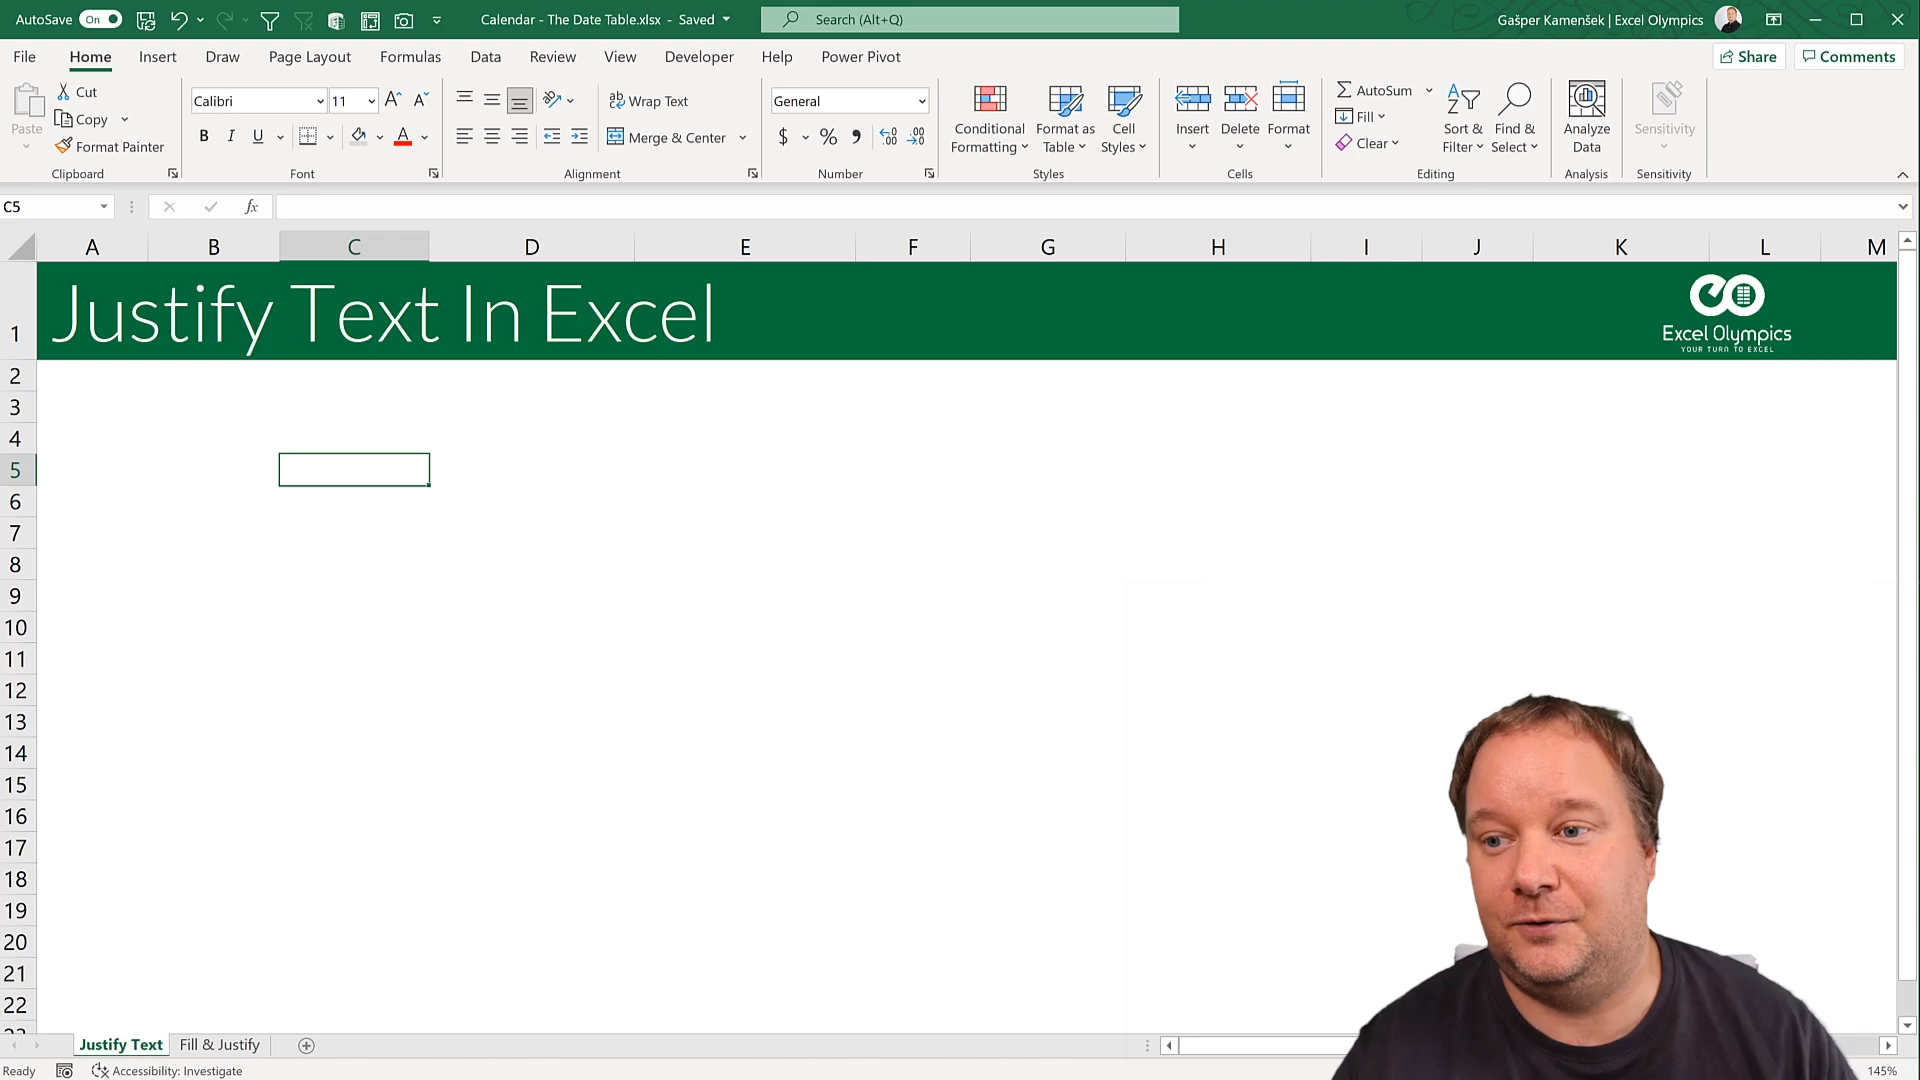 AutoSave On Calendar - The Date Table.xlsx - Saved Search (Alt+Q) Gašper Kamenšek | Excel Olympics
File Home Insert Draw Page Layout Formulas Data Review View Developer Help Power Pivot Share Comments
Paste
Cut
Copy
Format Painter
Clipboard
Calibri 11
B I U A
Font
Wrap Text
Merge & Center
Alignment
General
$ % 9 .00
Number
Conditional Formatting
Format as Table
Cell Styles
Styles
Insert Delete Format
Cells
AutoSum
Fill
Clear
Sort & Filter
Find & Select
Editing
Analyze Data
Analysis
Sensitivity
Sensitivity
C5 fx
A B C D E F G H I J K L M
1
Justify Text In Excel
Excel Olympics
YOUR TURN TO EXCEL
2
3
4
5
6
7
8
9
10
11
12
13
14
15
16
17
18
19
20
21
22
Justify Text Fill & Justify
Ready Accessibility: Investigate 145%